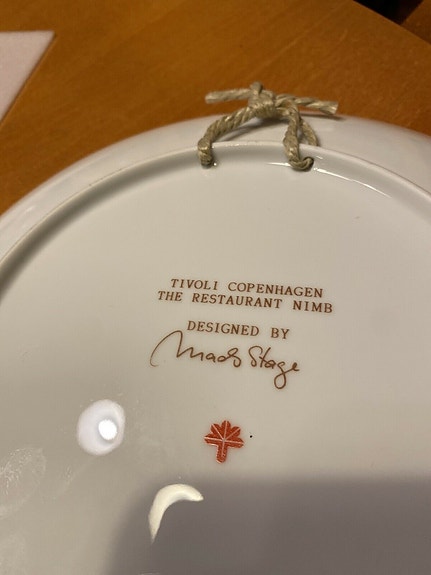 TIVOLI COPENHAGEN
THE RESTAURANT NIMB
DESIGNED BY
Mads Stage